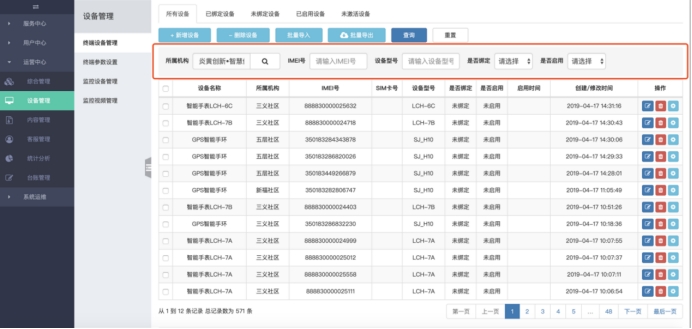 服务中心
用户中心
运营中心
综合管理
设备管理
内容管理
客服管理
统计分析
台账管理
系统运维
设备管理
终端设备管理
终端参数设置
监控设备管理
监控视频管理
所有设备 已绑定设备 未绑定设备 已启用设备 未激活设备
+ 新增设备 − 删除设备 批量导入 批量导出 查询 重置
所属机构 炎黄创新+智慧 IMEI号 请输入IMEI号 设备型号 请输入设备型号 是否绑定 请选择 是否启用 请选择
设备名称 所属机构 IMEI号 SIM卡号 设备型号 是否绑定 是否启用 启用时间 创建/修改时间 操作
智能手表LCH-6C 三义社区 888830000025632 LCH-6C 未绑定 未启用 2019-04-17 14:31:16
智能手表LCH-7B 三义社区 888830000024718 LCH-7B 未绑定 未启用 2019-04-17 14:30:43
GPS智能手环 五层社区 350183284343878 SJ_H10 未绑定 未启用 2019-04-17 14:30:06
GPS智能手环 五层社区 350183286820026 SJ_H10 未绑定 未启用 2019-04-17 14:29:33
GPS智能手环 五层社区 350183449266879 SJ_H10 未绑定 未启用 2019-04-17 14:28:01
GPS智能手环 新福社区 350183282806747 SJ_H10 未绑定 未启用 2019-04-17 11:05:49
智能手表LCH-7B 三义社区 888830000024403 LCH-7B 未绑定 未启用 2019-04-17 10:51:26
GPS智能手环 三义社区 350183286832230 SJ_H10 未绑定 未启用 2019-04-17 10:18:36
智能手表LCH-7A 三义社区 888830000024999 LCH-7A 未绑定 未启用 2019-04-17 10:07:55
智能手表LCH-7A 三义社区 888830000025012 LCH-7A 未绑定 未启用 2019-04-17 10:07:37
智能手表LCH-7A 三义社区 888830000025558 LCH-7A 未绑定 未启用 2019-04-17 10:07:11
智能手表LCH-7A 三义社区 888830000025111 LCH-7A 未绑定 未启用 2019-04-17 10:06:54
从 1 到 12 条记录 总记录数为 571 条 第一页 上一页 1 2 3 4 5 ... 48 下一页 最后一页